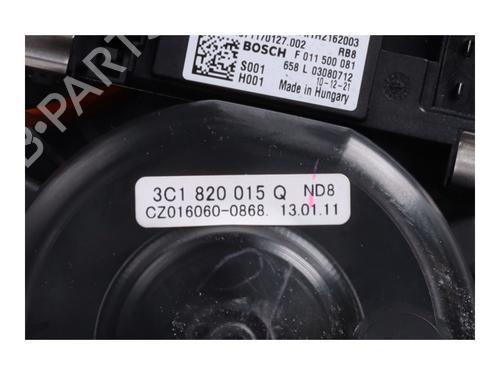 RB8
BOSCH F 011 500 081
S001 658 L 03080712
H001 10-12-21
Made in Hungary
3C1 820 015 Q ND8
CZ016060-0868. 13.01.11
B-PARTS